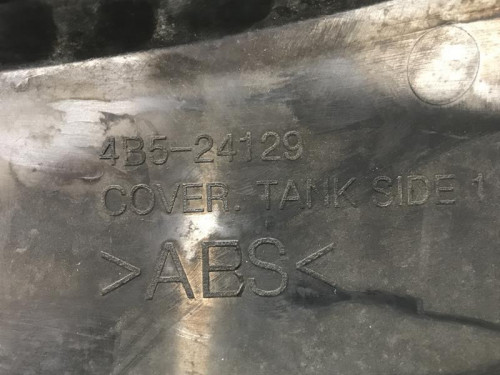 4B5-24129
COVER, TANK SIDE 1
>ABS<